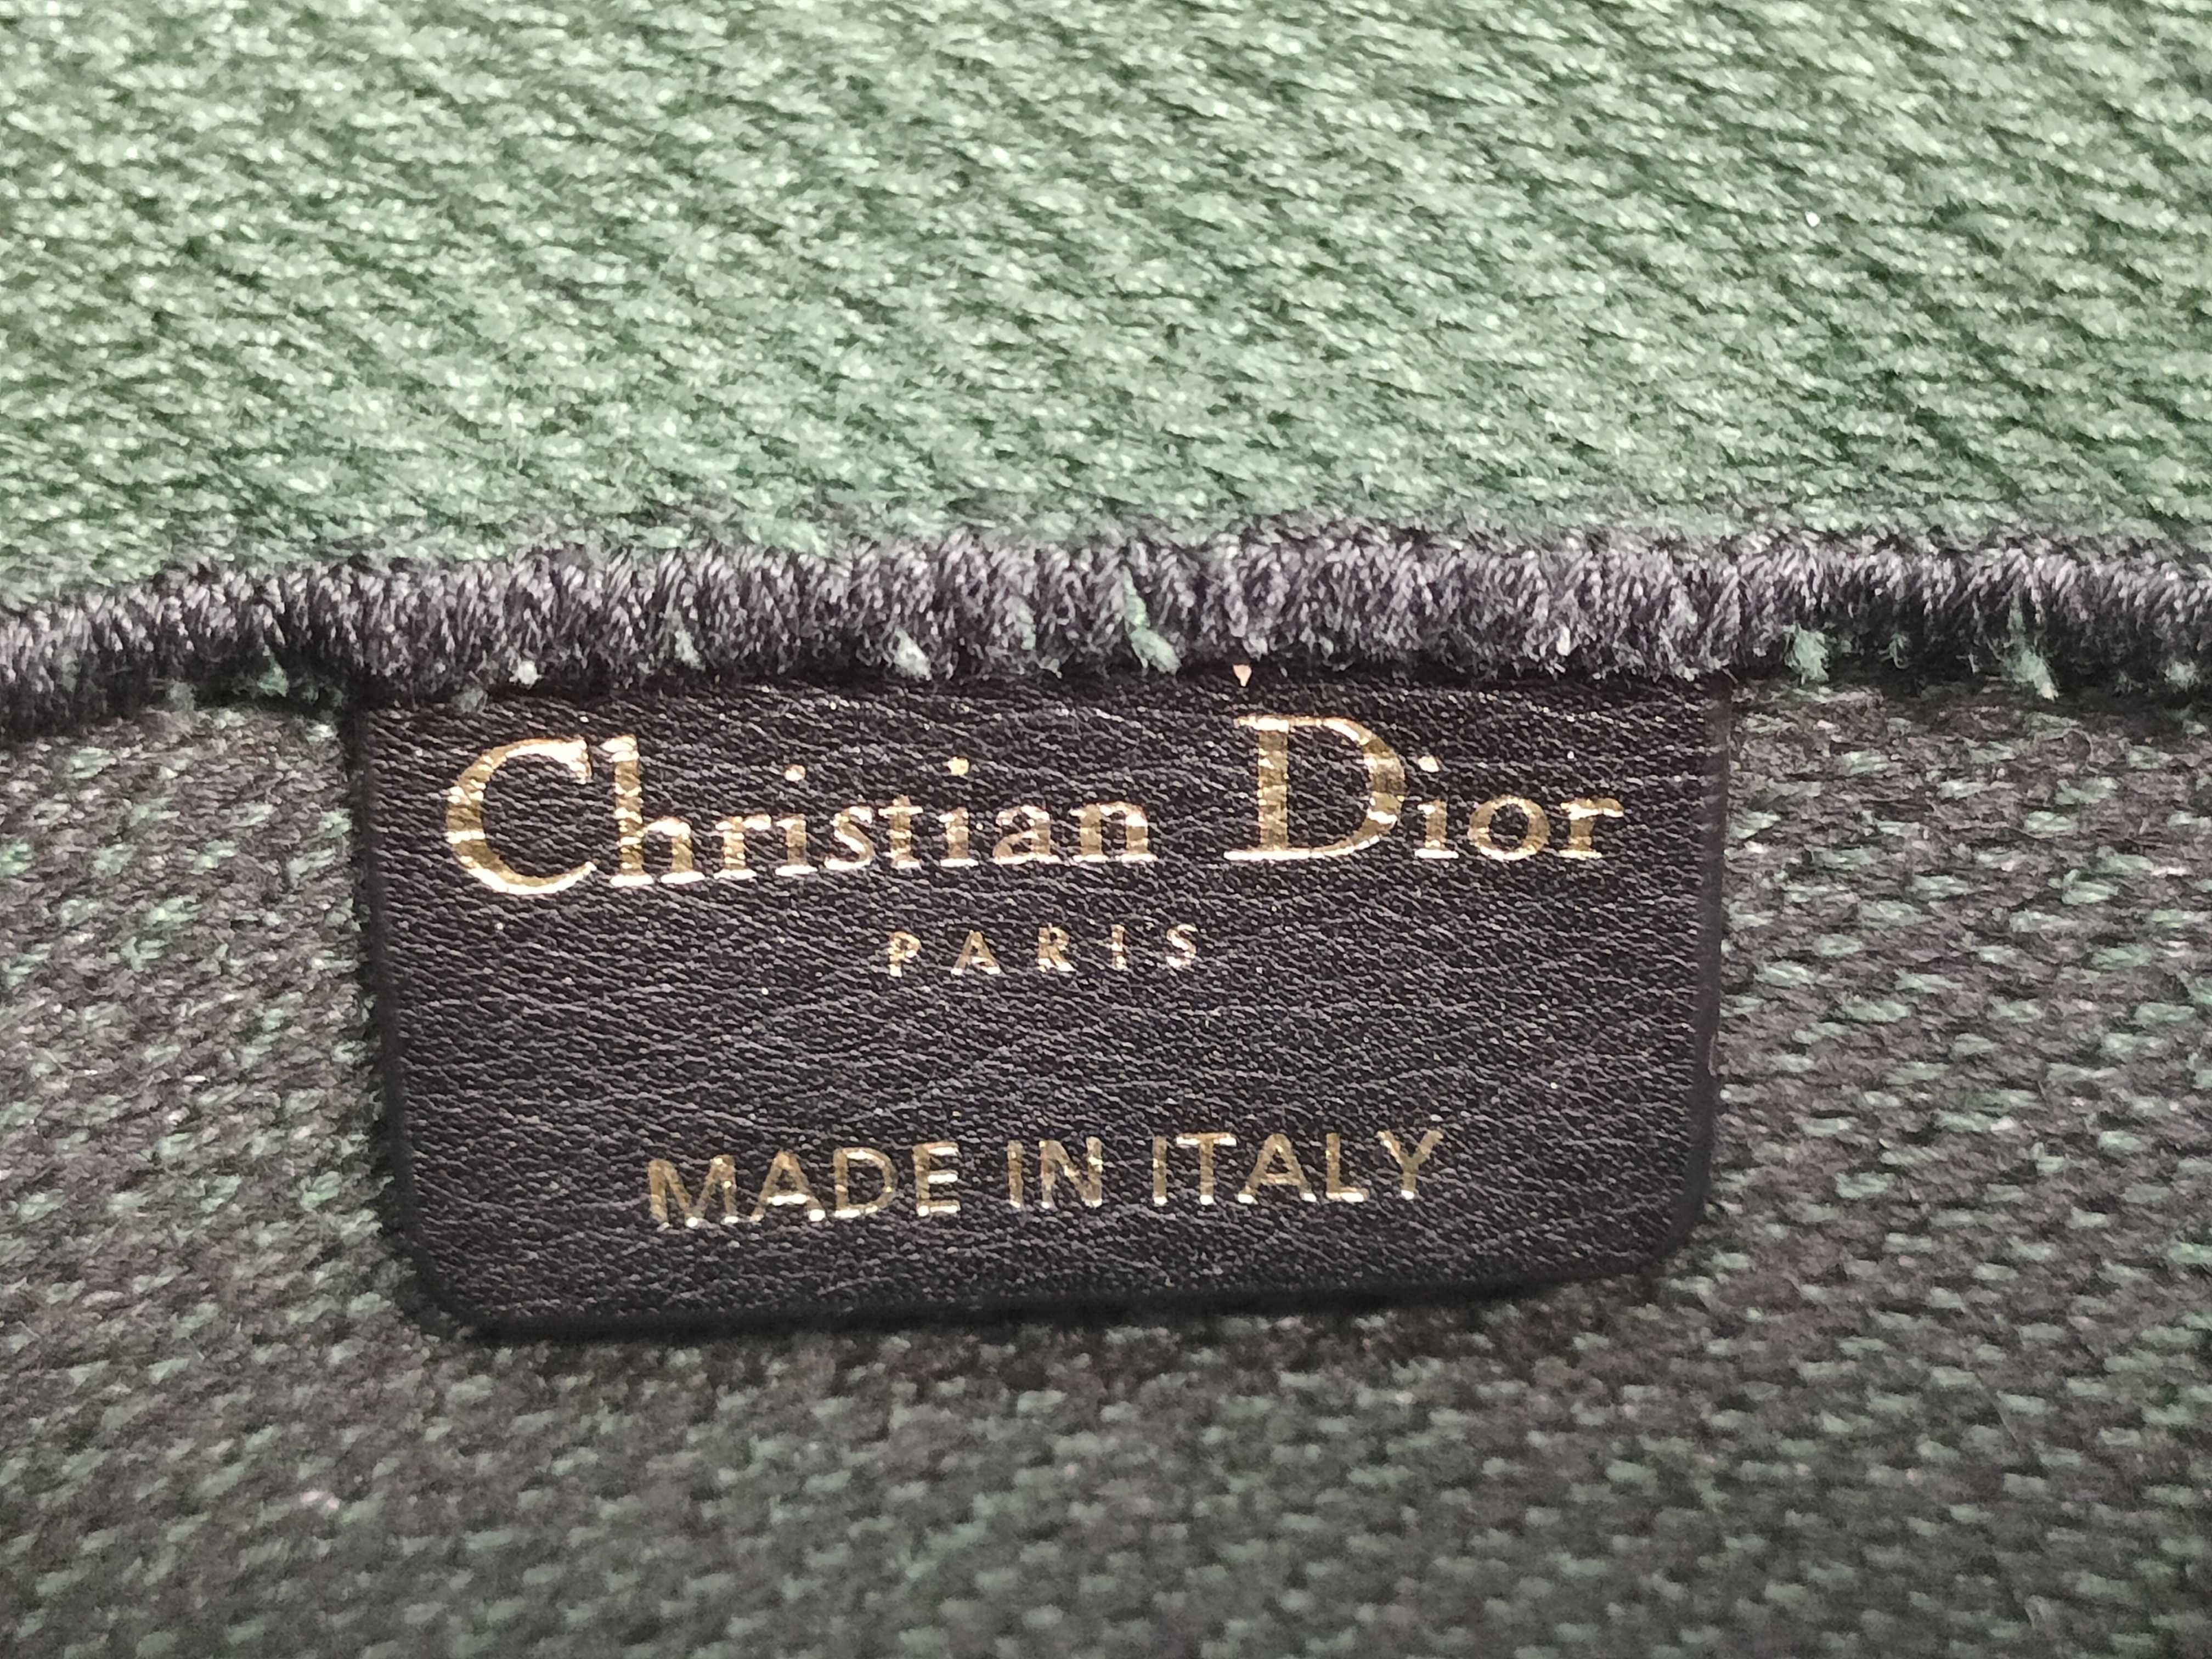 Christian Dior
PARIS
MADE IN ITALY